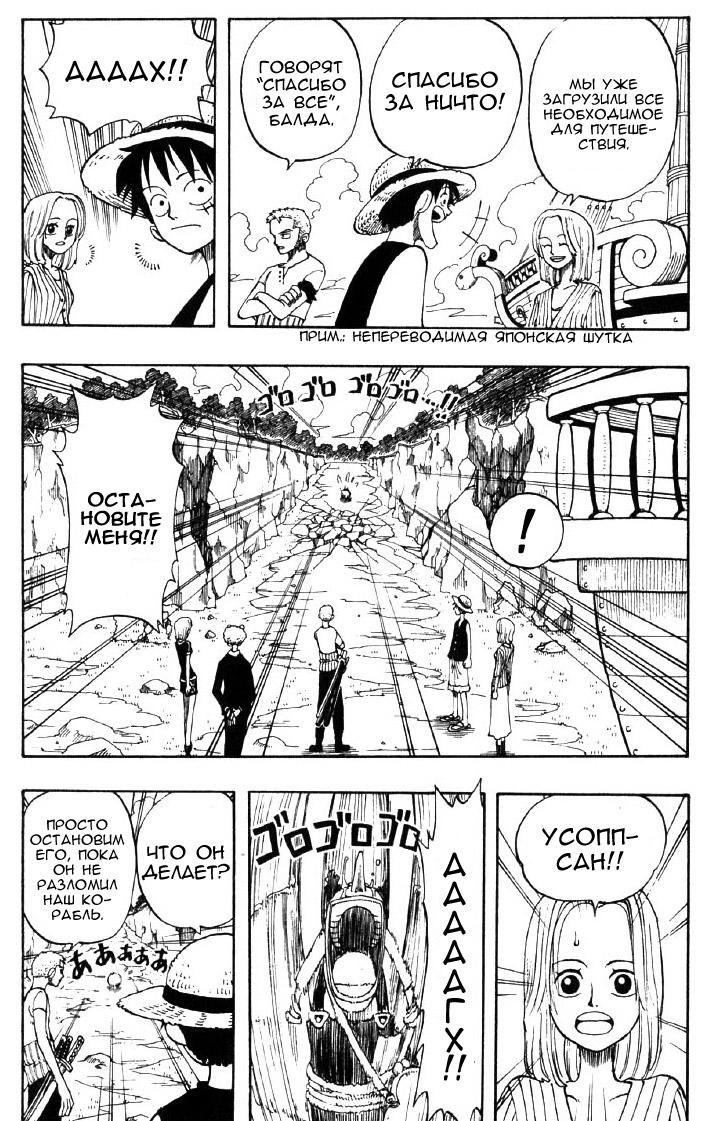 МЫ УЖЕ
ЗАГРУЗИЛИ ВСЕ
НЕОБХОДИМОЕ
ДЛЯ ПУТЕШЕ-
СТВИЯ.
СПАСИБО
ЗА НИЧТО!
ГОВОРЯТ
"СПАСИБО
ЗА ВСЕ",
БАЛДА.
ПРИМ.: НЕПЕРЕВОДИМАЯ ЯПОНСКАЯ ШУТКА
ААААХ!!
ゴロゴロゴロゴロ...!!
!
ОСТА-
НОВИТЕ
МЕНЯ!!
УСОПП-
САН!!
АААААГХ!!
ゴロゴロゴロ
ЧТО ОН
ДЕЛАЕТ?
ПРОСТО
ОСТАНОВИМ
ЕГО, ПОКА
ОН НЕ
РАЗЛОМИЛ
НАШ КО-
РАБЛЬ.
あああああ